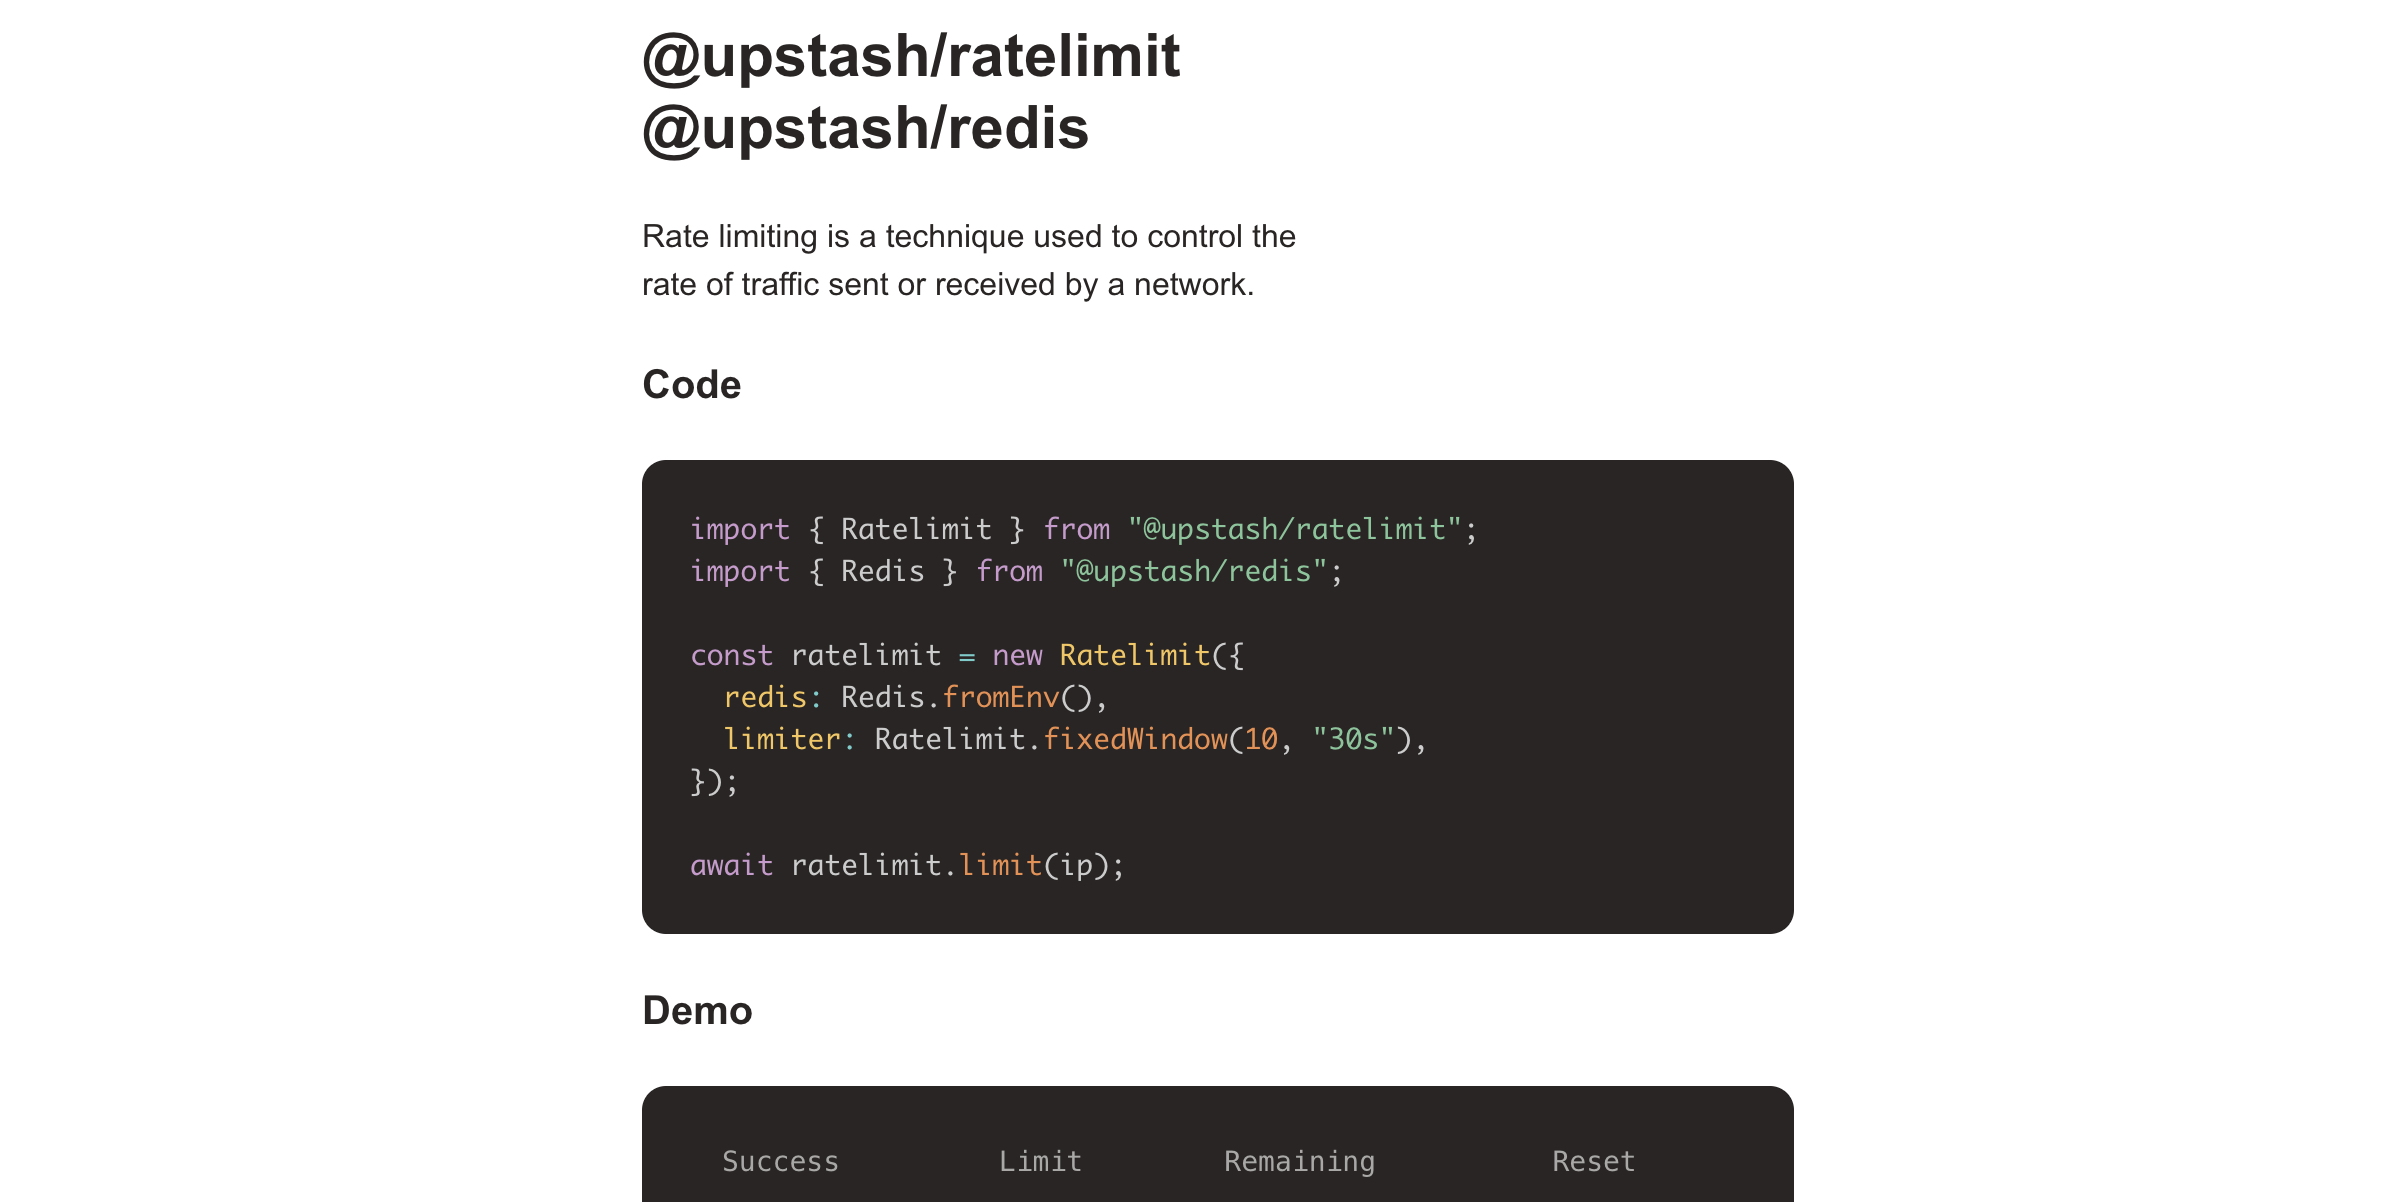 @upstash/ratelimit
@upstash/redis
Rate limiting is a technique used to control the
rate of traffic sent or received by a network.
Code
import { Ratelimit } from "@upstash/ratelimit";
import { Redis } from "@upstash/redis";
const ratelimit = new Ratelimit({
  redis: Redis.fromEnv(),
  limiter: Ratelimit.fixedWindow(10, "30s"),
});
await ratelimit.limit(ip);
Demo
Success Limit Remaining Reset